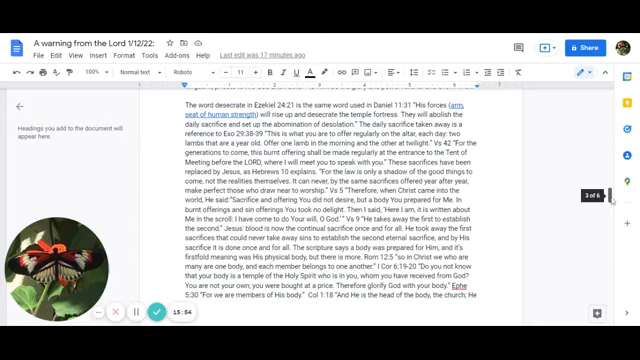 A warning from the Lord 1/12/22:
File Edit View Insert Format Tools Add-ons Help Last edit was 17 minutes ago
Share
100% Normal text Roboto 11
Headings you add to the document will
appear here.
The word desecrate in Ezekiel 24:21 is the same word used in Daniel 11:31 "His forces (arm,
seat of human strength) will rise up and desecrate the temple fortress. They will abolish the
daily sacrifice and set up the abomination of desolation." The daily sacrifice taken away is a
reference to Exo 29:38-39 "This is what you are to offer regularly on the altar, each day: two
lambs that are a year old. Offer one lamb in the morning and the other at twilight." Vs 42 "For the
generations to come, this burnt offering shall be made regularly at the entrance to the Tent of
Meeting before the LORD, where I will meet you to speak with you." These sacrifices have been
replaced by Jesus, as Hebrews 10 explains. "For the law is only a shadow of the good things to
come, not the realities themselves. It can never, by the same sacrifices offered year after year,
make perfect those who draw near to worship." Vs 5 "Therefore, when Christ came into the
world, He said:"Sacrifice and offering You did not desire, but a body You prepared for Me. In
burnt offerings and sin offerings You took no delight. Then I said, 'Here I am, it is written about
Me in the scroll: I have come to do Your will, O God.'" Vs 9 "He takes away the first to establish
the second." Jesus' blood is now the continual sacrifice once and for all. He took away the first
sacrifices that could never take away sins to establish the second eternal sacrifice, and by His
sacrifice it is done once and for all. The scripture says a body was prepared for Him, and it's
firstfold meaning was His physical body, but there is more. Rom 12:5 "so in Christ we who are
many are one body, and each member belongs to one another." I Cor 6:19-20 "Do you not know
that your body is a temple of the Holy Spirit who is in you, whom you have received from God?
You are not your own; you were bought at a price. Therefore glorify God with your body." Ephe
5:30 "For we are members of His body." Col 1:18 "And He is the head of the body, the church; He
3 of 6
15:54